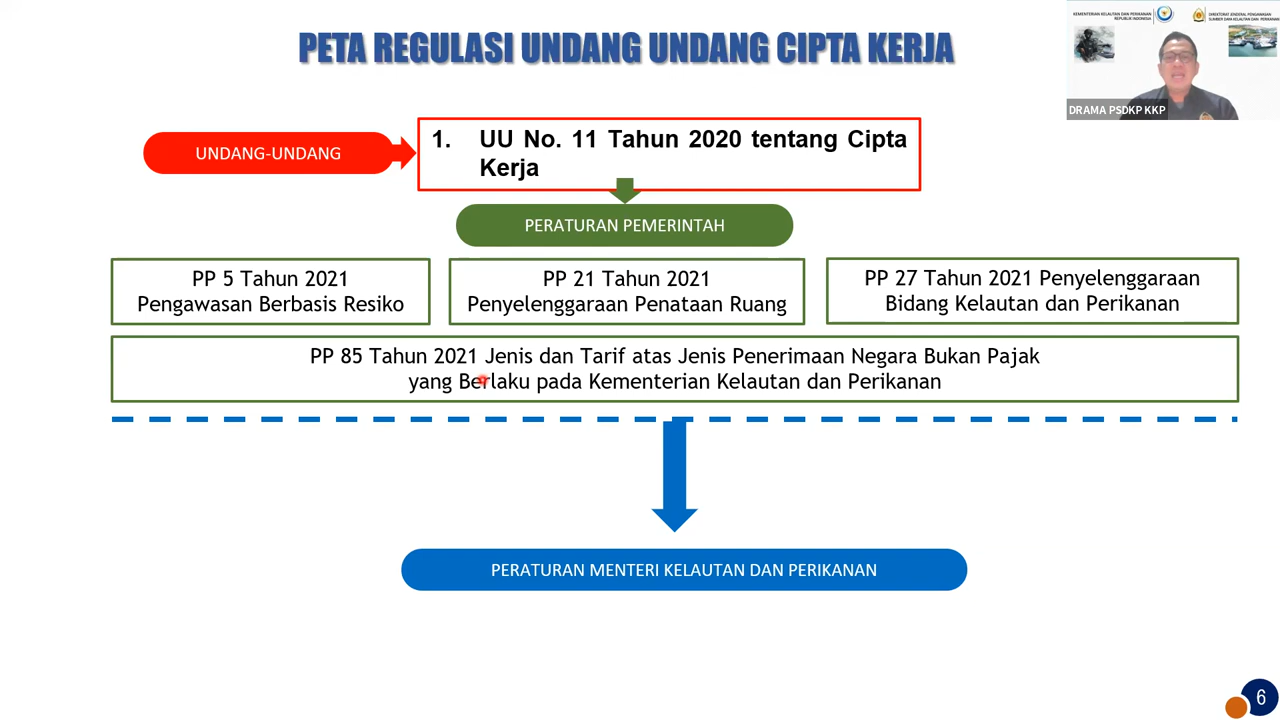 KEMENTERIAN KELAUTAN DAN PERIKANAN
REPUBLIK INDONESIA
DIREKTORAT JENDERAL PENGAWASAN
SUMBER DAYA KELAUTAN DAN PERIKANAN
PETA REGULASI UNDANG UNDANG CIPTA KERJA
DRAMA PSDKP KKP
UNDANG-UNDANG
1. UU No. 11 Tahun 2020 tentang Cipta
Kerja
PERATURAN PEMERINTAH
PP 5 Tahun 2021
Pengawasan Berbasis Resiko
PP 21 Tahun 2021
Penyelenggaraan Penataan Ruang
PP 27 Tahun 2021 Penyelenggaraan
Bidang Kelautan dan Perikanan
PP 85 Tahun 2021 Jenis dan Tarif atas Jenis Penerimaan Negara Bukan Pajak
yang Berlaku pada Kementerian Kelautan dan Perikanan
PERATURAN MENTERI KELAUTAN DAN PERIKANAN
6